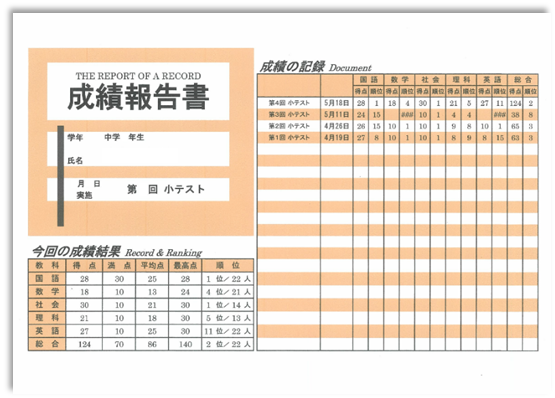 THE REPORT OF A RECORD
成績報告書
学年 中学 年生
氏名
月 日
実施 第 回 小テスト
今回の成績結果 Record & Ranking
教 科 得 点 満 点 平均点 最高点 順 位
国 語 28 30 25 28 1 位/ 22 人
数 学 18 10 13 24 4 位/ 21 人
社 会 30 10 21 30 1 位/ 14 人
理 科 21 10 18 30 5 位/ 13 人
英 語 27 10 25 30 11 位/ 22 人
総 合 124 70 86 140 2 位/ 22 人
成績の記録 Document
国 語 数 学 社 会 理 科 英 語 総 合
得点 順位 得点 順位 得点 順位 得点 順位 得点 順位 得点 順位
第4回 小テスト 5月18日 28 1 18 4 30 1 21 5 27 11 124 2
第3回 小テスト 5月11日 24 15 ### 10 1 4 4 ### 38 8
第2回 小テスト 4月26日 26 15 10 1 10 1 9 8 10 1 65 3
第1回 小テスト 4月19日 27 8 10 1 10 1 8 9 8 15 63 3